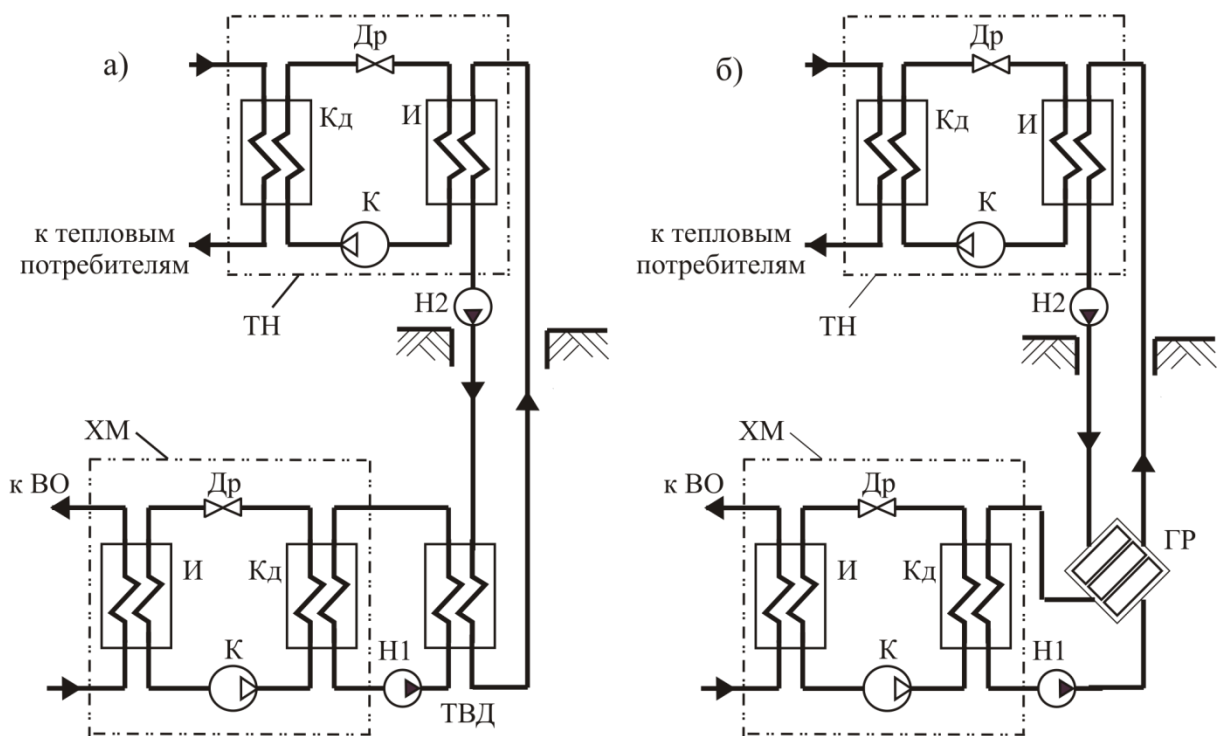 а)
Др
Кд
И
К
к тепловым
потребителям
ТН
Н2
ХМ
к ВО
Др
И
Кд
К
Н1
ТВД
б)
Др
Кд
И
К
к тепловым
потребителям
ТН
Н2
ХМ
к ВО
Др
ГР
И
Кд
К
Н1